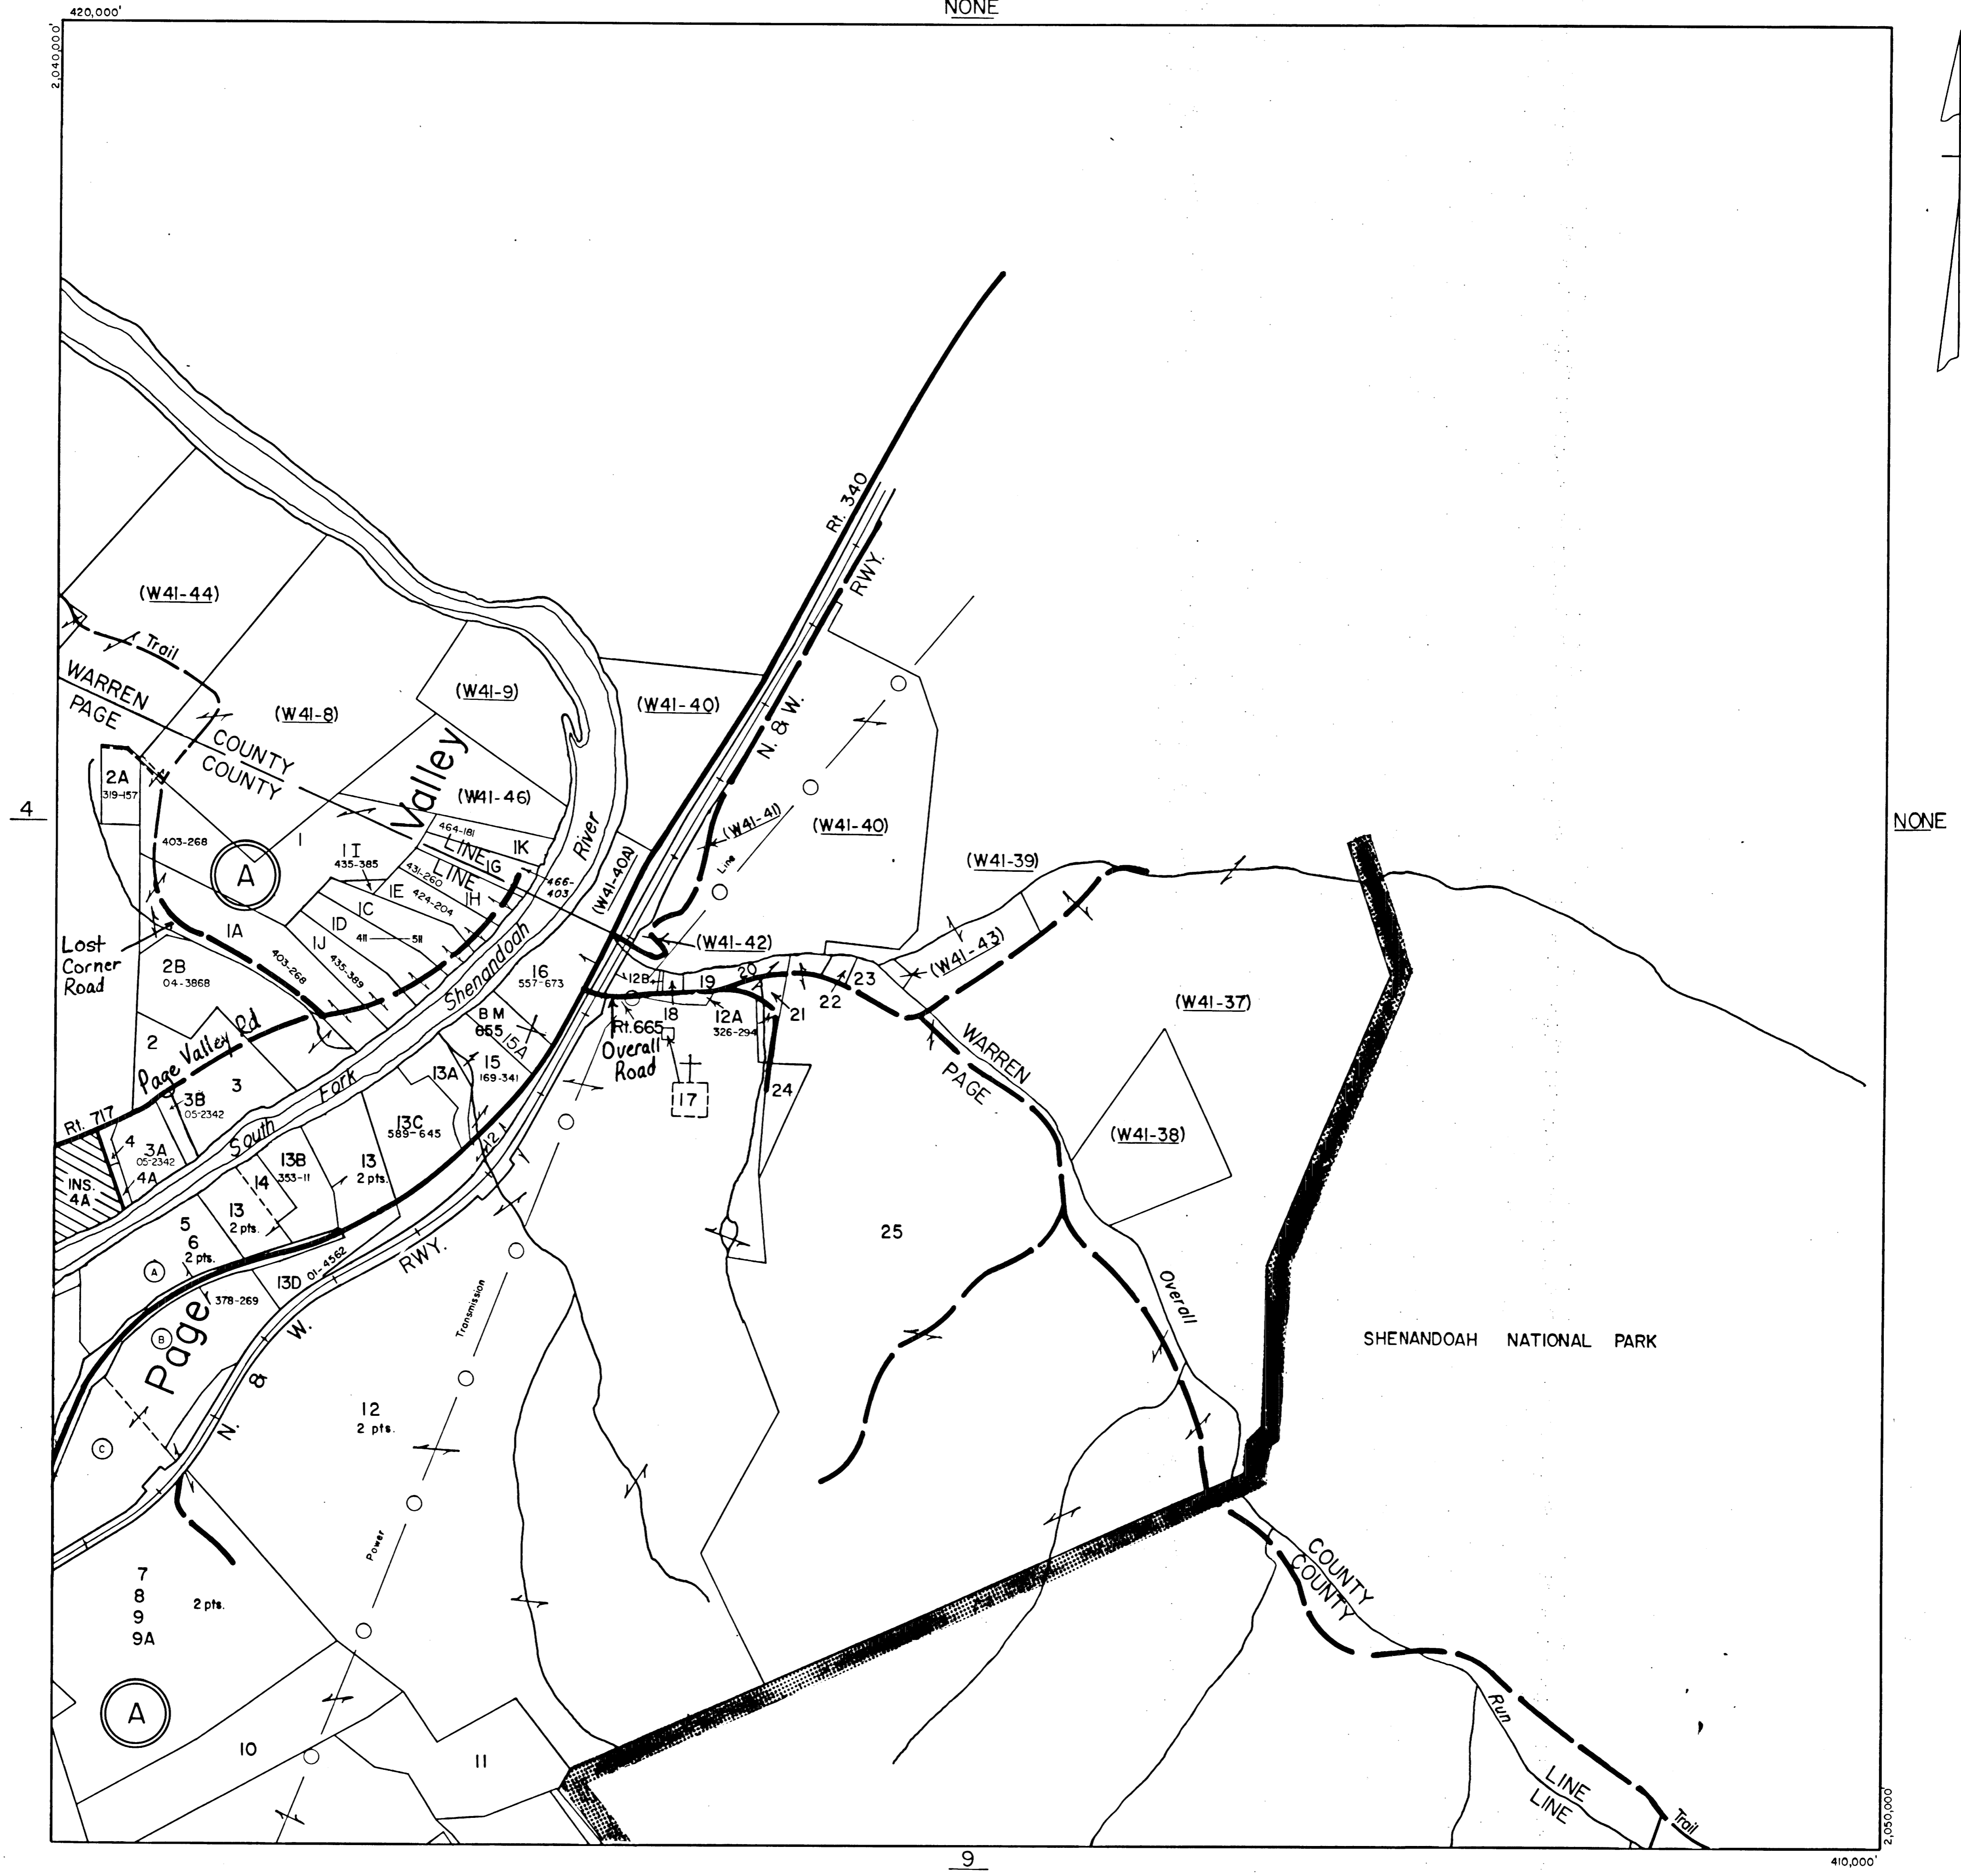 420,000'
NONE
2,040,000'
Rt. 340
N. & W. RWY.
(W41-44)
Trail
WARREN COUNTY LINE
PAGE COUNTY LINE
(W41-8)
(W41-9)
(W41-40)
2A
319-157
Valley
(W41-46)
464-181
1K
River
(W41-41)
Line
(W41-40)
4
NONE
403-268
1
1I
435-385
1G
466-403
(W41-40A)
A
431-260
1E
424-204
1H
(W41-39)
1C
1D
411 511
1A
1J
435-389
403-268
Lost
Corner
Road
2B
04-3868
(W41-42)
(W41-43)
Shenandoah
16
557-673
12B
19
20
23
22
21
18
12A
326-294
(W41-37)
BM
655
15A
Rt. 665
Overall
Road
15
169-341
13A
2
Page Valley Rd
3
3B
05-2342
Rt. 717
4
3A
05-2342
4A
INS.
4A
South Fork
17
24
WARREN
PAGE
(W41-38)
13C
589-645
12
13B
353-11
13
2 pts.
14
13
2 pts.
5
6
2 pts.
A
13D
01-4562
RWY.
25
378-269
B
Page
Overall
Transmission
SHENANDOAH NATIONAL PARK
N. & W.
C
12
2 pts.
Power
7
8
9
9A
2 pts.
COUNTY
COUNTY
A
10
11
Run
LINE
LINE
Trail
2,050,000'
9
410,000'